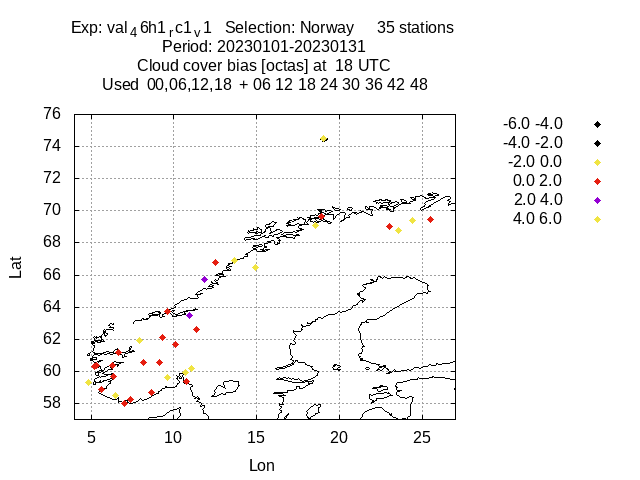 Exp: val₄6h1ᵣc1ᵥ1 Selection: Norway 35 stations
Period: 20230101-20230131
Cloud cover bias [octas] at 18 UTC
Used 00,06,12,18 + 06 12 18 24 30 36 42 48
76
74
72
70
68
66
64
62
60
58
5 10 15 20 25
Lat
Lon
-6.0 -4.0
-4.0 -2.0
-2.0 0.0
0.0 2.0
2.0 4.0
4.0 6.0